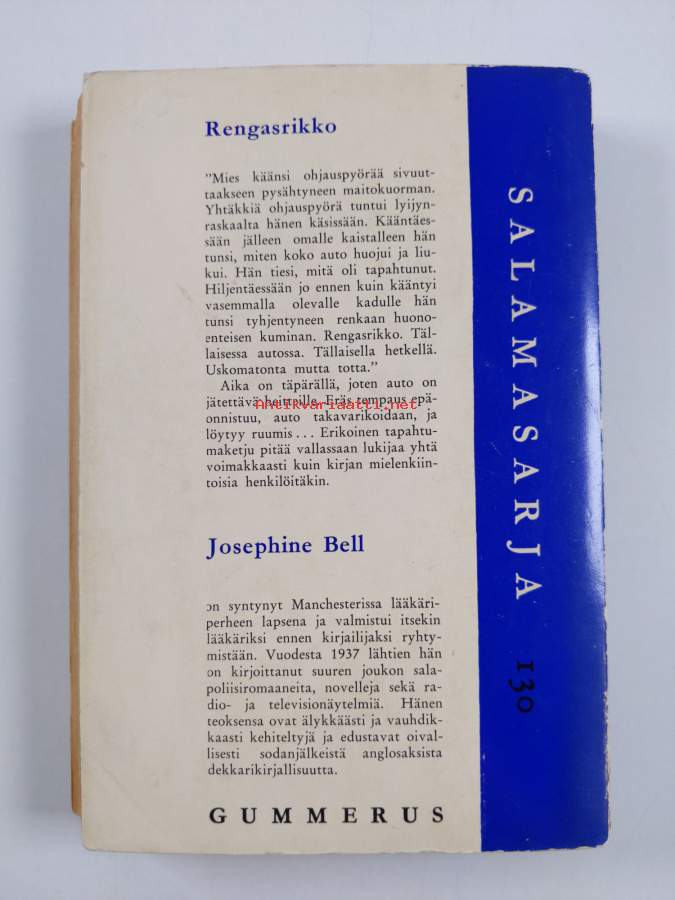 Rengasrikko
"Mies käänsi ohjauspyörää sivuut-
taakseen pysähtyneen maitokuorman.
Yhtäkkiä ohjauspyörä tuntui lyijyn-
raskaalta hänen käsissään. Kääntäes-
sään jälleen omalle kaistalleen hän
tunsi, miten koko auto huojui ja liu-
kui. Hän tiesi, mitä oli tapahtunut.
Hiljentäessään jo ennen kuin kääntyi
vasemmalla olevalle kadulle hän
tunsi tyhjentyneen renkaan huono-
enteisen kuminan. Rengasrikko. Täl-
laisessa autossa. Tällaisella hetkellä.
Uskomatonta mutta totta."
Aika on täpärällä, joten auto on
jätettävä heitteille. Eräs tempaus epä-
onnistuu, auto takavarikoidaan, ja
löytyy ruumis... Erikoinen tapahtu-
maketju pitää vallassaan lukijaa yhtä
voimakkaasti kuin kirjan mielenkiin-
toisia henkilöitäkin.
Antikvariaatti.net
Josephine Bell
on syntynyt Manchesterissa lääkäri-
perheen lapsena ja valmistui itsekin
lääkäriksi ennen kirjailijaksi ryhty-
mistään. Vuodesta 1937 lähtien hän
on kirjoittanut suuren joukon sala-
poliisiromaaneita, novelleja sekä ra-
dio- ja televisionäytelmiä. Hänen
teoksensa ovat älykkäästi ja vauhdik-
kaasti kehiteltyjä ja edustavat oival-
lisesti sodanjälkeistä anglosaksista
dekkarikirjallisuutta.
GUMMERUS
SALAMASARJA 130